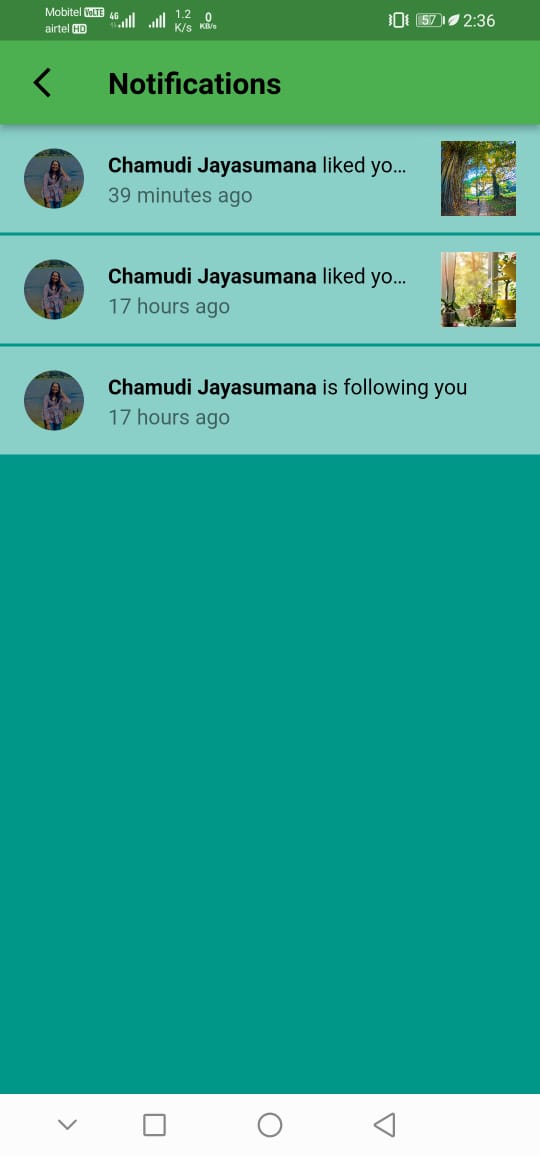 Mobitel VoLTE 4G 1.2 K/s 0 KB/s 57 2:36
airtel HD
Notifications
Chamudi Jayasumana liked yo...
39 minutes ago
Chamudi Jayasumana liked yo...
17 hours ago
Chamudi Jayasumana is following you
17 hours ago